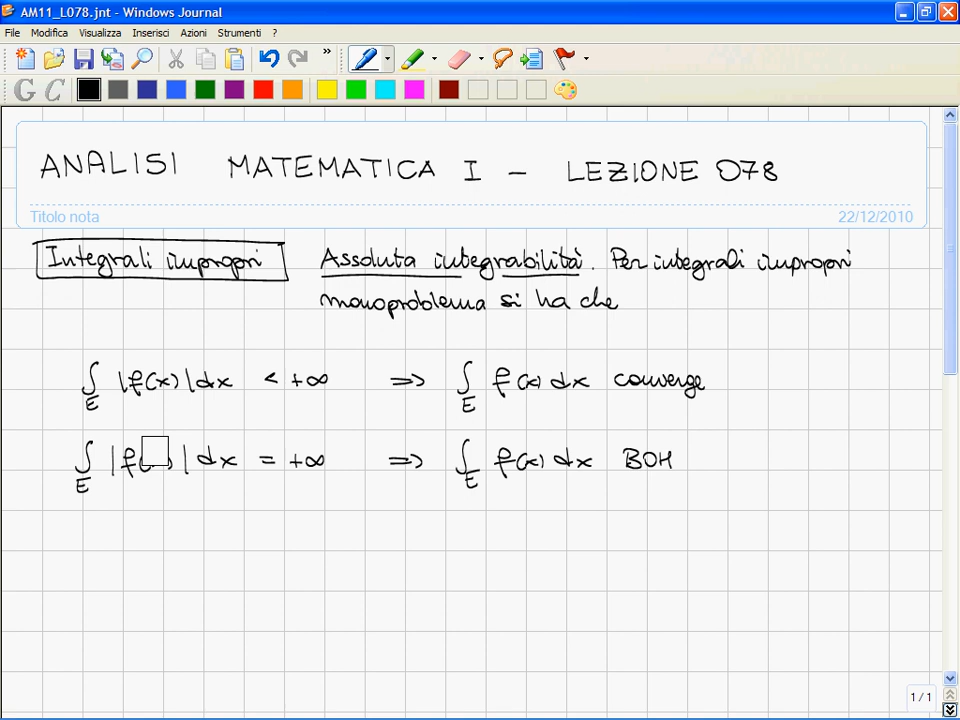 AM11_L078.jnt - Windows Journal
File Modifica Visualizza Inserisci Azioni Strumenti ?
»
G C
ANALISI MATEMATICA I - LEZIONE 078
Titolo nota 22/12/2010
Integrali impropri Assoluta integrabilità. Per integrali impropri
monoproblema si ha che
∫_E |f(x)| dx < +∞ => ∫_E f(x) dx converge
∫_E |f( )| dx = +∞ => ∫_E f(x) dx BOH
1 / 1